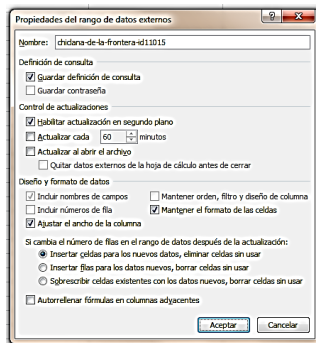 Propiedades del rango de datos externos
Nombre: chidana-de-la-frontera-id11015
Definición de consulta
Guardar definición de consulta
Guardar contraseña
Control de actualizaciones
Habilitar actualización en segundo plano
Actualizar cada 60 minutos
Actualizar al abrir el archivo
Quitar datos externos de la hoja de cálculo antes de cerrar
Diseño y formato de datos
Incluir nombres de campos Mantener orden, filtro y diseño de columna
Incluir números de fila Mantener el formato de las celdas
Ajustar el ancho de la columna
Si cambia el número de filas en el rango de datos después de la actualización:
Insertar celdas para los nuevos datos, eliminar celdas sin usar
Insertar filas para los datos nuevos, borrar celdas sin usar
Sobrescribir celdas existentes con los datos nuevos, borrar celdas sin usar
Autorrellenar fórmulas en columnas adyacentes
Aceptar Cancelar